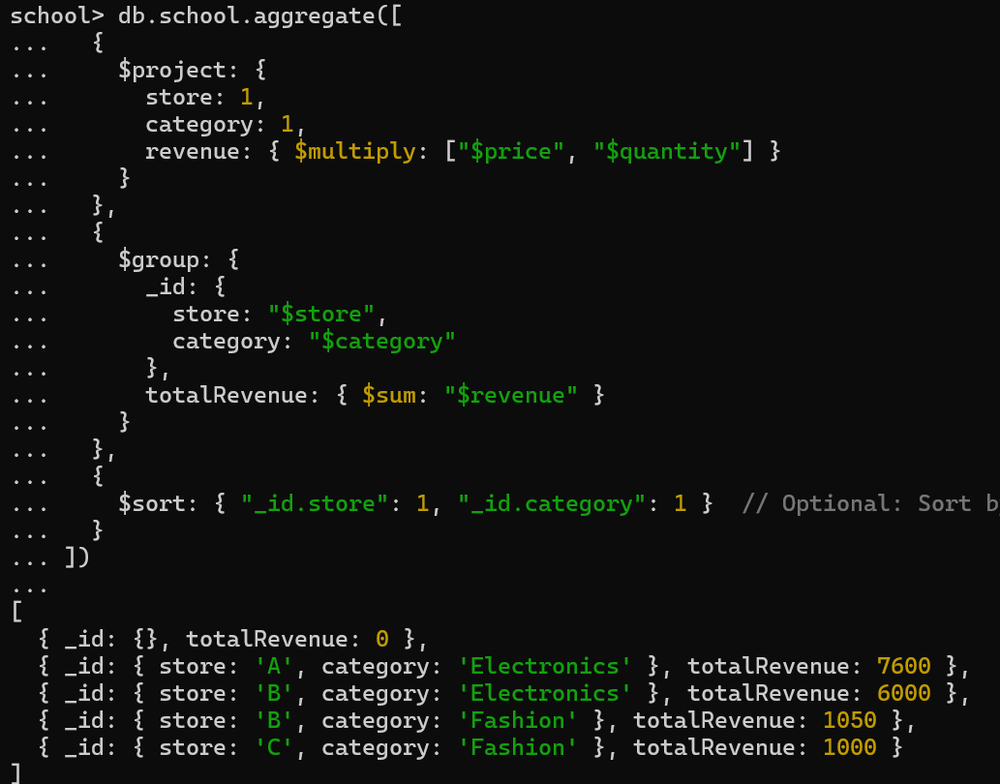 school> db.school.aggregate([
...   {
...     $project: {
...       store: 1,
...       category: 1,
...       revenue: { $multiply: ["$price", "$quantity"] }
...     }
...   },
...   {
...     $group: {
...       _id: {
...         store: "$store",
...         category: "$category"
...       },
...       totalRevenue: { $sum: "$revenue" }
...     }
...   },
...   {
...     $sort: { "_id.store": 1, "_id.category": 1 }  // Optional: Sort
...   }
... ])
...
[
  { _id: {}, totalRevenue: 0 },
  { _id: { store: 'A', category: 'Electronics' }, totalRevenue: 7600 },
  { _id: { store: 'B', category: 'Electronics' }, totalRevenue: 6000 },
  { _id: { store: 'B', category: 'Fashion' }, totalRevenue: 1050 },
  { _id: { store: 'C', category: 'Fashion' }, totalRevenue: 1000 }
]